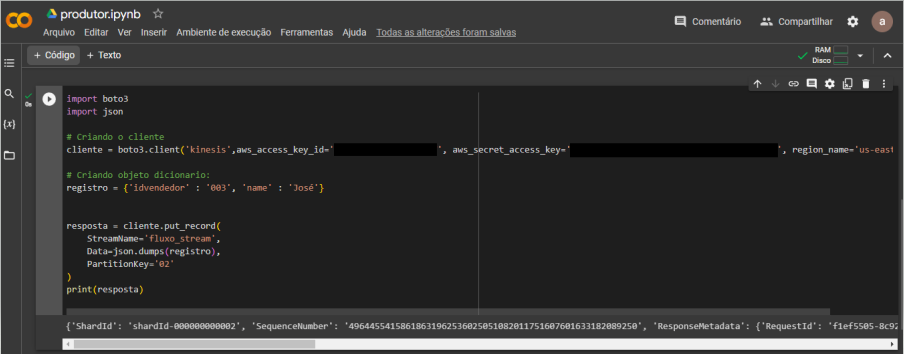 produtor.ipynb
Arquivo Editar Ver Inserir Ambiente de execução Ferramentas Ajuda Todas as alterações foram salvas
Comentário Compartilhar a
+ Código + Texto
RAM
Disco
0s
{x}
import boto3
import json
# Criando o cliente
cliente = boto3.client('kinesis',aws_access_key_id=' ', aws_secret_access_key=' ', region_name='us-east
# Criando objeto dicionario:
registro = {'idvendedor' : '003', 'name' : 'José'}
resposta = cliente.put_record(
StreamName='fluxo_stream',
Data=json.dumps(registro),
PartitionKey='02'
)
print(resposta)
{'ShardId': 'shardId-000000000002', 'SequenceNumber': '49644554158618631962536025051082011751607601633182089250', 'ResponseMetadata': {'RequestId': 'f1ef5505-8c92